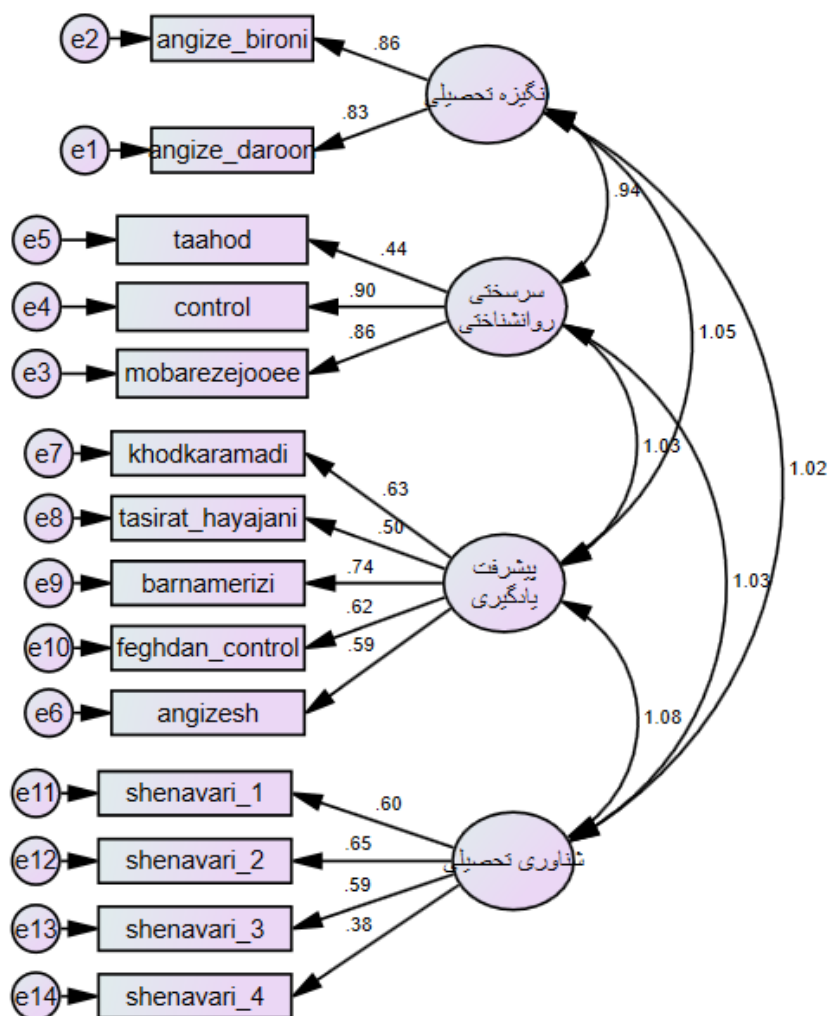 e2
angize_bironi
.86
نگیزه تحصیلی
e1
angize_daroon
.83
.94
e5
taahod
.44
سرسختی
روانشناختی
e4
control
.90
e3
mobarezejooee
.86
1.05
1.03
1.02
e7
khodkaramadi
.63
e8
tasirat_hayajani
.50
پیشرفت
یادگیری
e9
barnamerizi
.74
1.03
e10
feghdan_control
.62
e6
angizesh
.59
1.08
e11
shenavari_1
.60
e12
shenavari_2
.65
شناوری تحصیلی
e13
shenavari_3
.59
e14
shenavari_4
.38